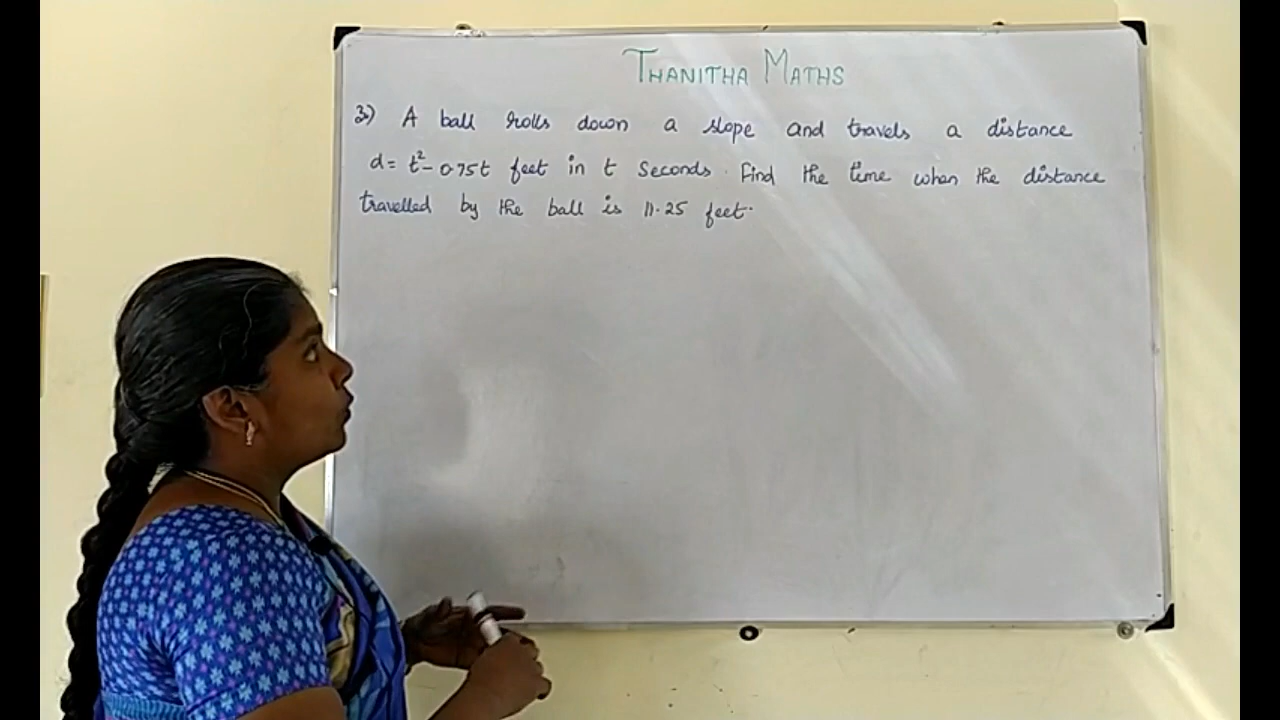 THANITHA MATHS
3) A ball rolls down a slope and travels a distance
d = t² - 0.75t feet in t seconds. Find the time when the distance
travelled by the ball is 11.25 feet.